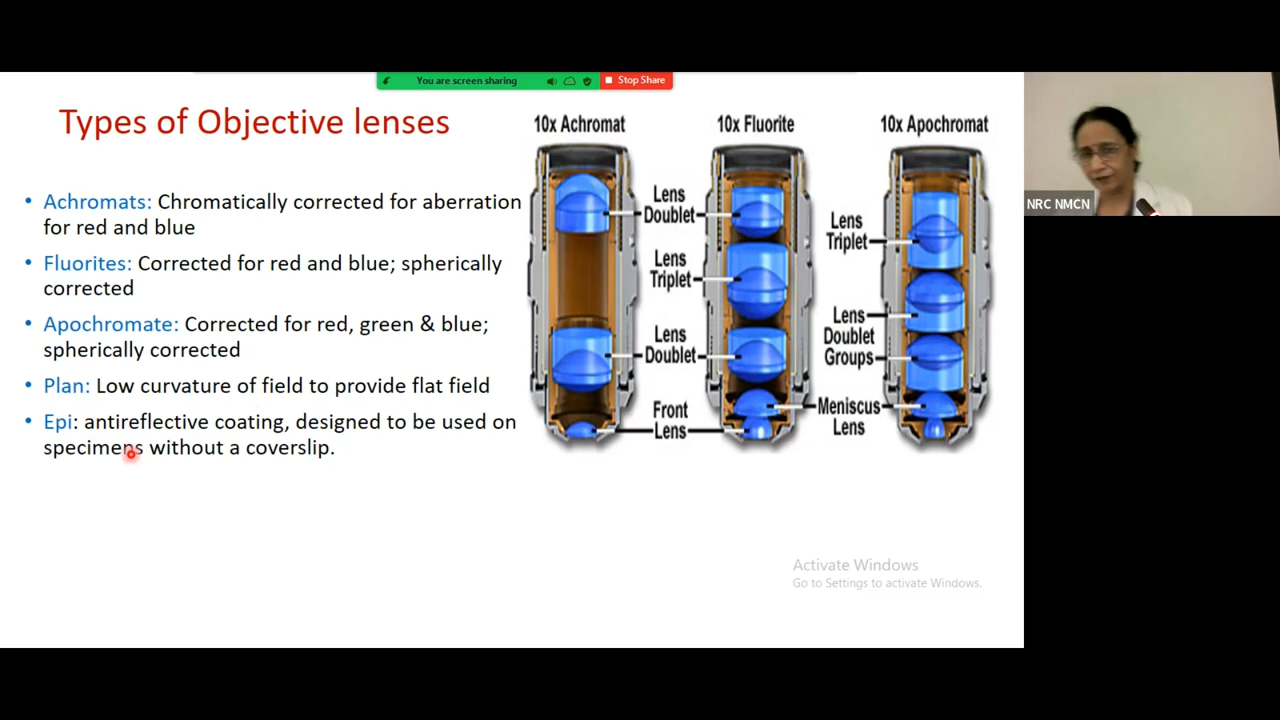 You are screen sharing
Stop Share
Types of Objective lenses
• Achromats: Chromatically corrected for aberration
for red and blue
• Fluorites: Corrected for red and blue; spherically
corrected
• Apochromate: Corrected for red, green & blue;
spherically corrected
• Plan: Low curvature of field to provide flat field
• Epi: antireflective coating, designed to be used on
specimens without a coverslip.
10x Achromat
10x Fluorite
10x Apochromat
Lens
Doublet
Lens
Triplet
Lens
Doublet
Front
Lens
Lens
Triplet
Lens
Doublet
Groups
Meniscus
Lens
NRC NMCN
Activate Windows
Go to Settings to activate Windows.